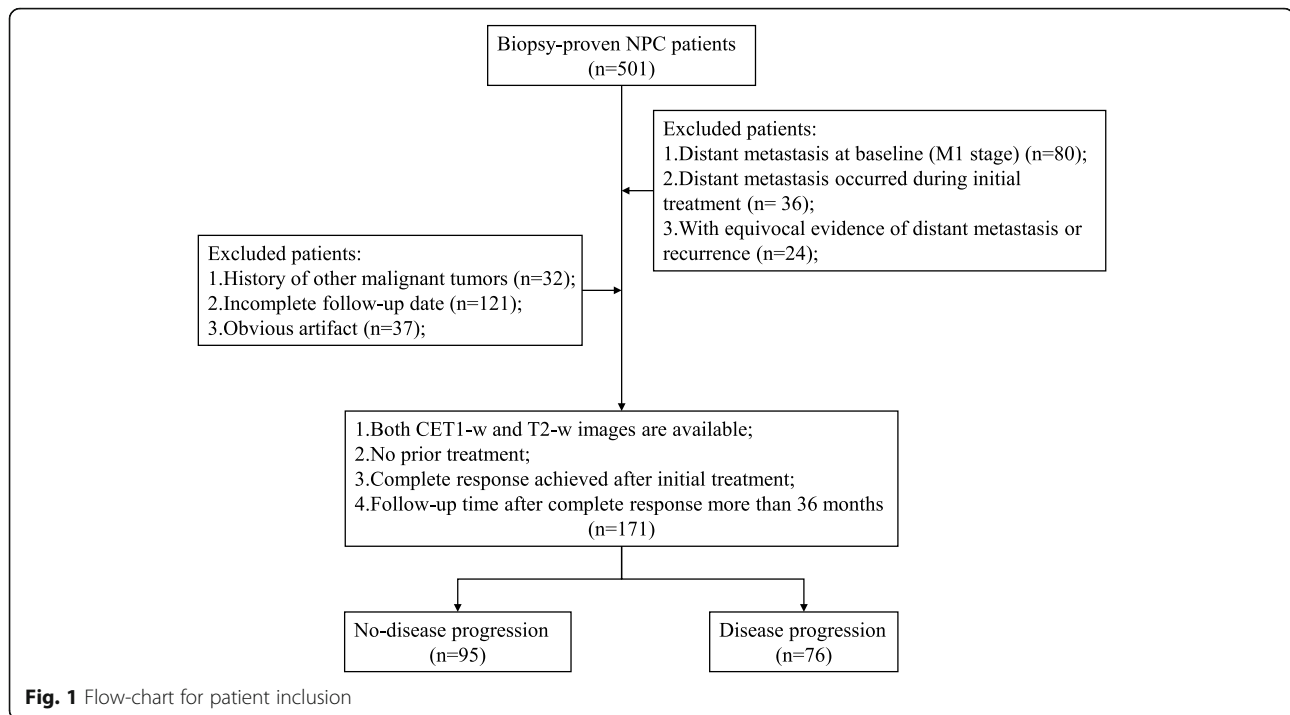 Biopsy-proven NPC patients
(n=501)
Excluded patients:
1.Distant metastasis at baseline (M1 stage) (n=80);
2.Distant metastasis occurred during initial
treatment (n= 36);
3.With equivocal evidence of distant metastasis or
recurrence (n=24);
Excluded patients:
1.History of other malignant tumors (n=32);
2.Incomplete follow-up date (n=121);
3.Obvious artifact (n=37);
1.Both CET1-w and T2-w images are available;
2.No prior treatment;
3.Complete response achieved after initial treatment;
4.Follow-up time after complete response more than 36 months
(n=171)
No-disease progression
(n=95)
Disease progression
(n=76)
Fig. 1 Flow-chart for patient inclusion